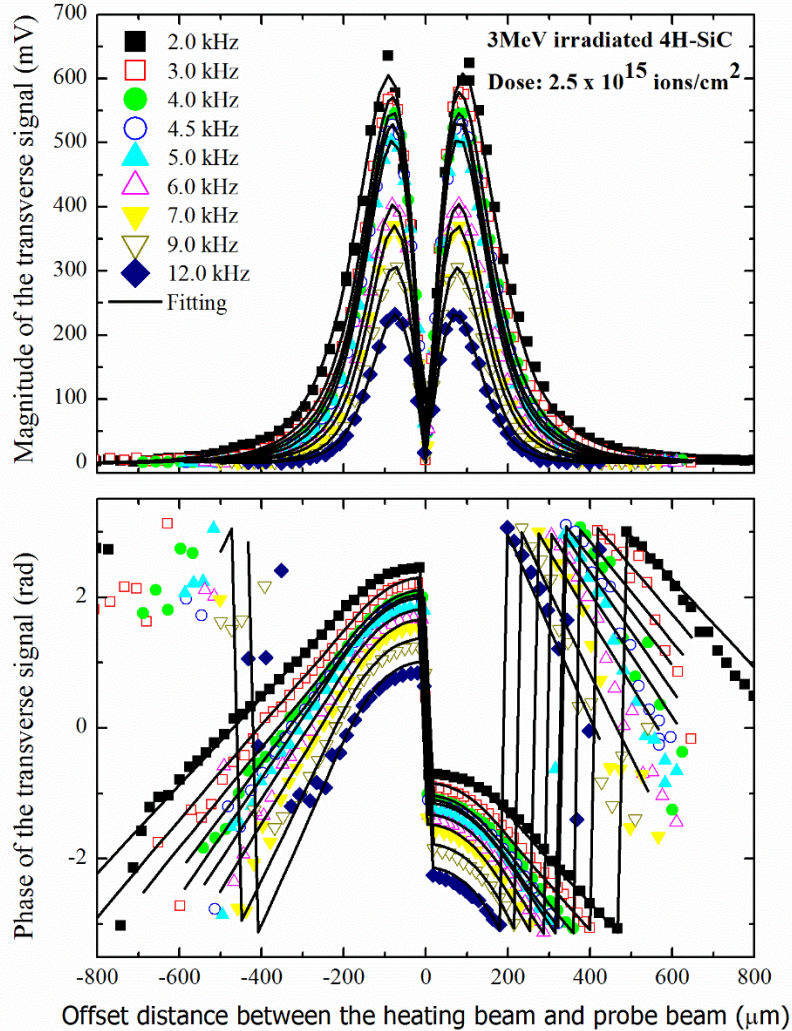 3MeV irradiated 4H-SiC
Dose: 2.5 x 10^15 ions/cm^2
2.0 kHz
3.0 kHz
4.0 kHz
4.5 kHz
5.0 kHz
6.0 kHz
7.0 kHz
9.0 kHz
12.0 kHz
Fitting
Magnitude of the transverse signal (mV)
700
600
500
400
300
200
100
0
Phase of the transverse signal (rad)
2
0
-2
-800 -600 -400 -200 0 200 400 600 800
Offset distance between the heating beam and probe beam (μm)